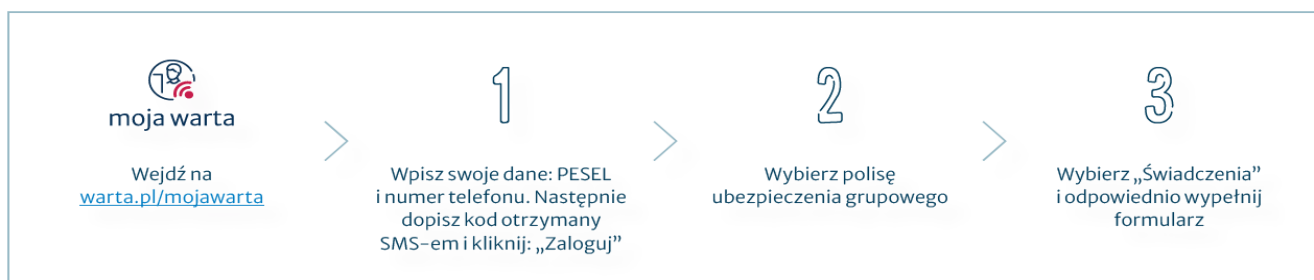 moja warta
Wejdź na
warta.pl/mojawarta
1
Wpisz swoje dane: PESEL
i numer telefonu. Następnie
dopisz kod otrzymany
SMS-em i kliknij: „Zaloguj”
2
Wybierz polisę
ubezpieczenia grupowego
3
Wybierz „Świadczenia”
i odpowiednio wypełnij
formularz